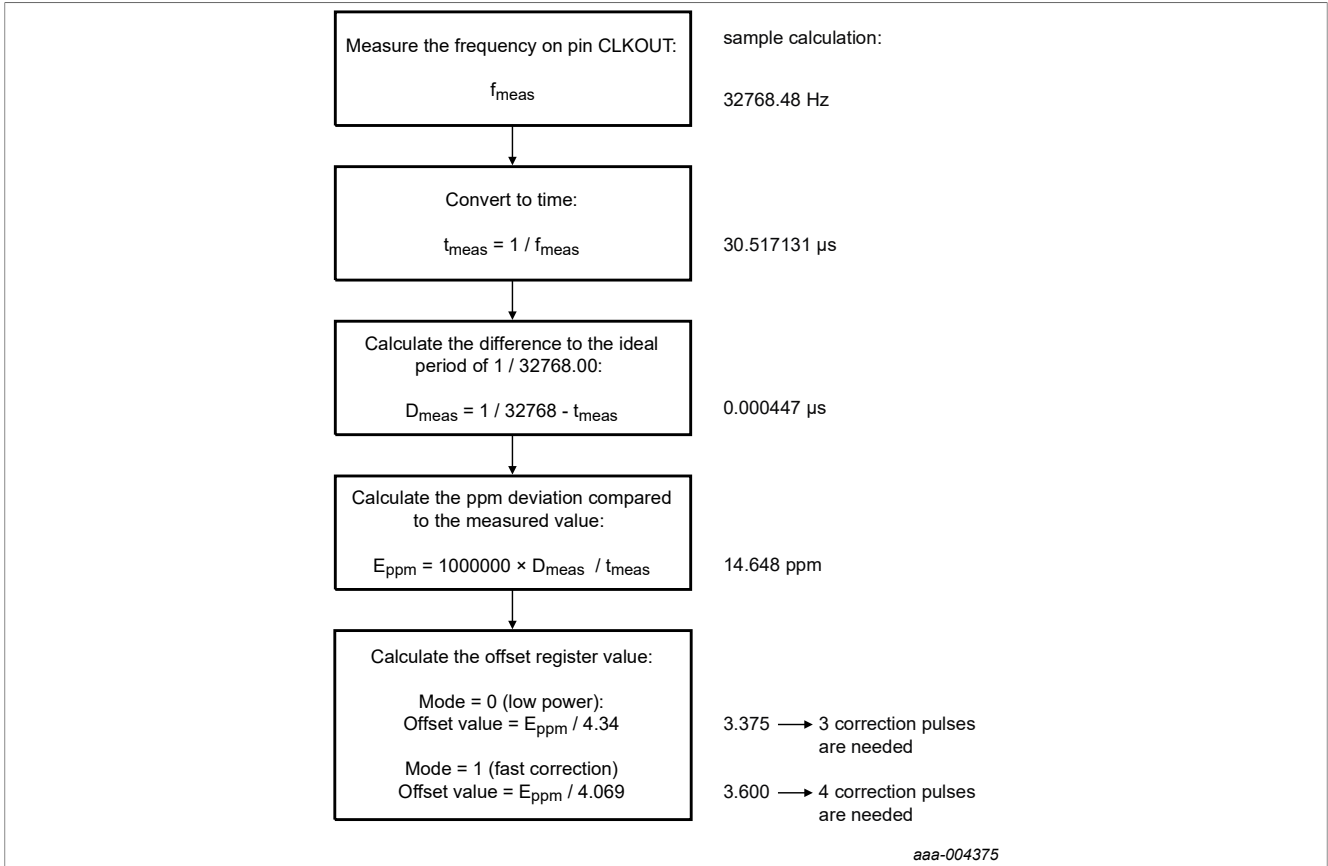 Measure the frequency on pin CLKOUT:
fmeas
sample calculation:
32768.48 Hz
Convert to time:
tmeas = 1 / fmeas
30.517131 µs
Calculate the difference to the ideal
period of 1 / 32768.00:
Dmeas = 1 / 32768 - tmeas
0.000447 µs
Calculate the ppm deviation compared
to the measured value:
Eppm = 1000000 × Dmeas / tmeas
14.648 ppm
Calculate the offset register value:
Mode = 0 (low power):
Offset value = Eppm / 4.34
3.375 → 3 correction pulses
are needed
Mode = 1 (fast correction)
Offset value = Eppm / 4.069
3.600 → 4 correction pulses
are needed
aaa-004375